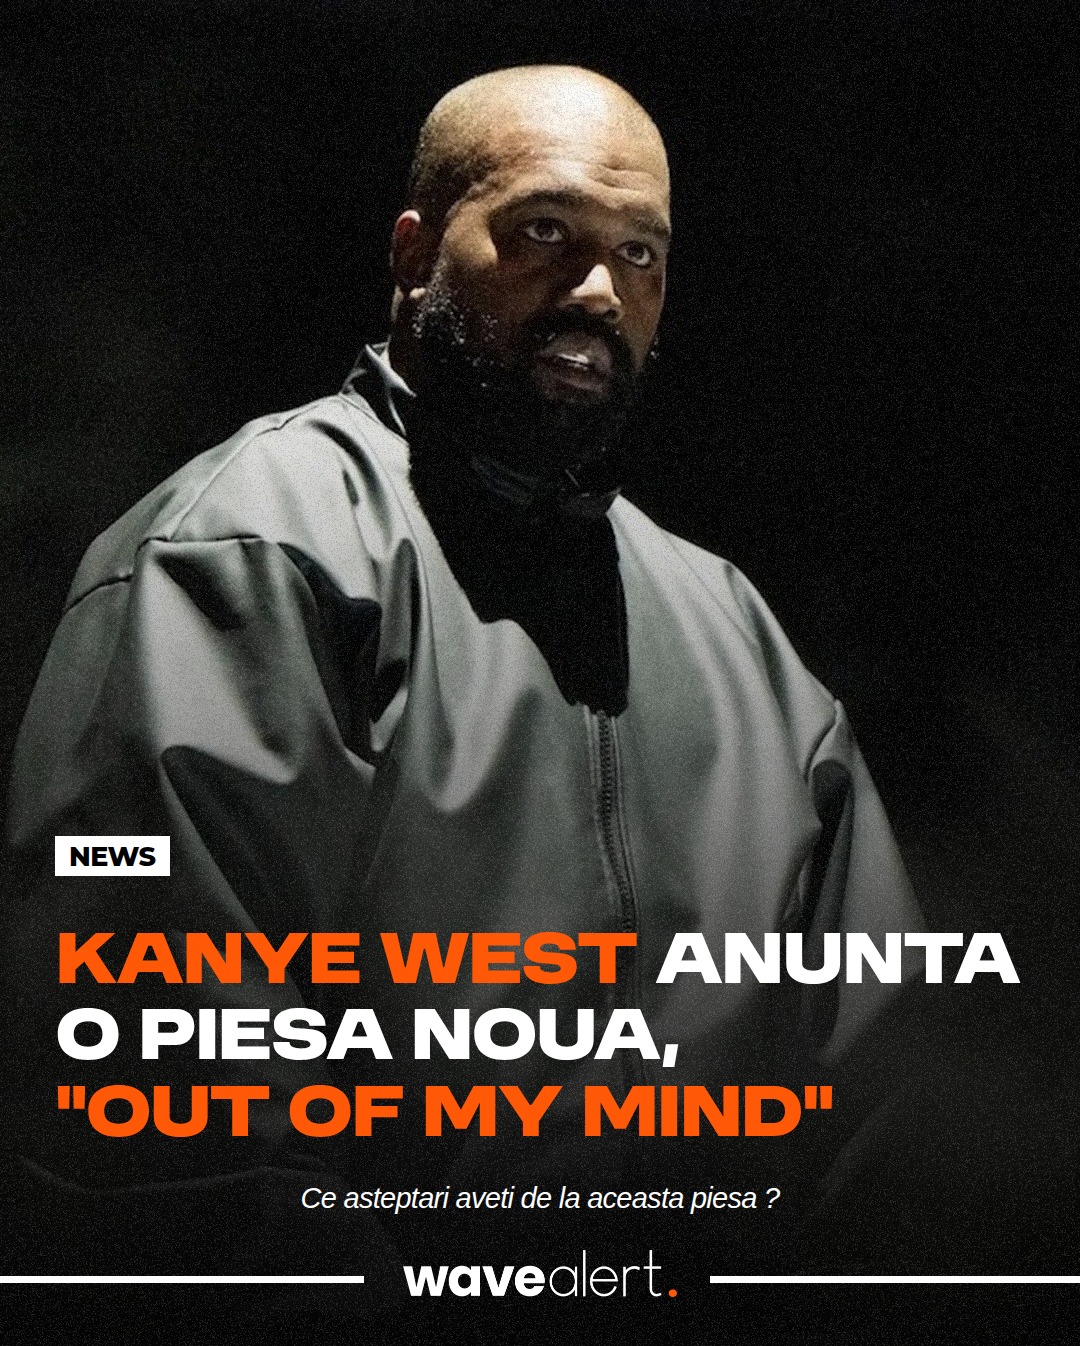 NEWS
KANYE WEST ANUNTA
O PIESA NOUA,
"OUT OF MY MIND"
Ce asteptari aveti de la aceasta piesa ?
wavealert.